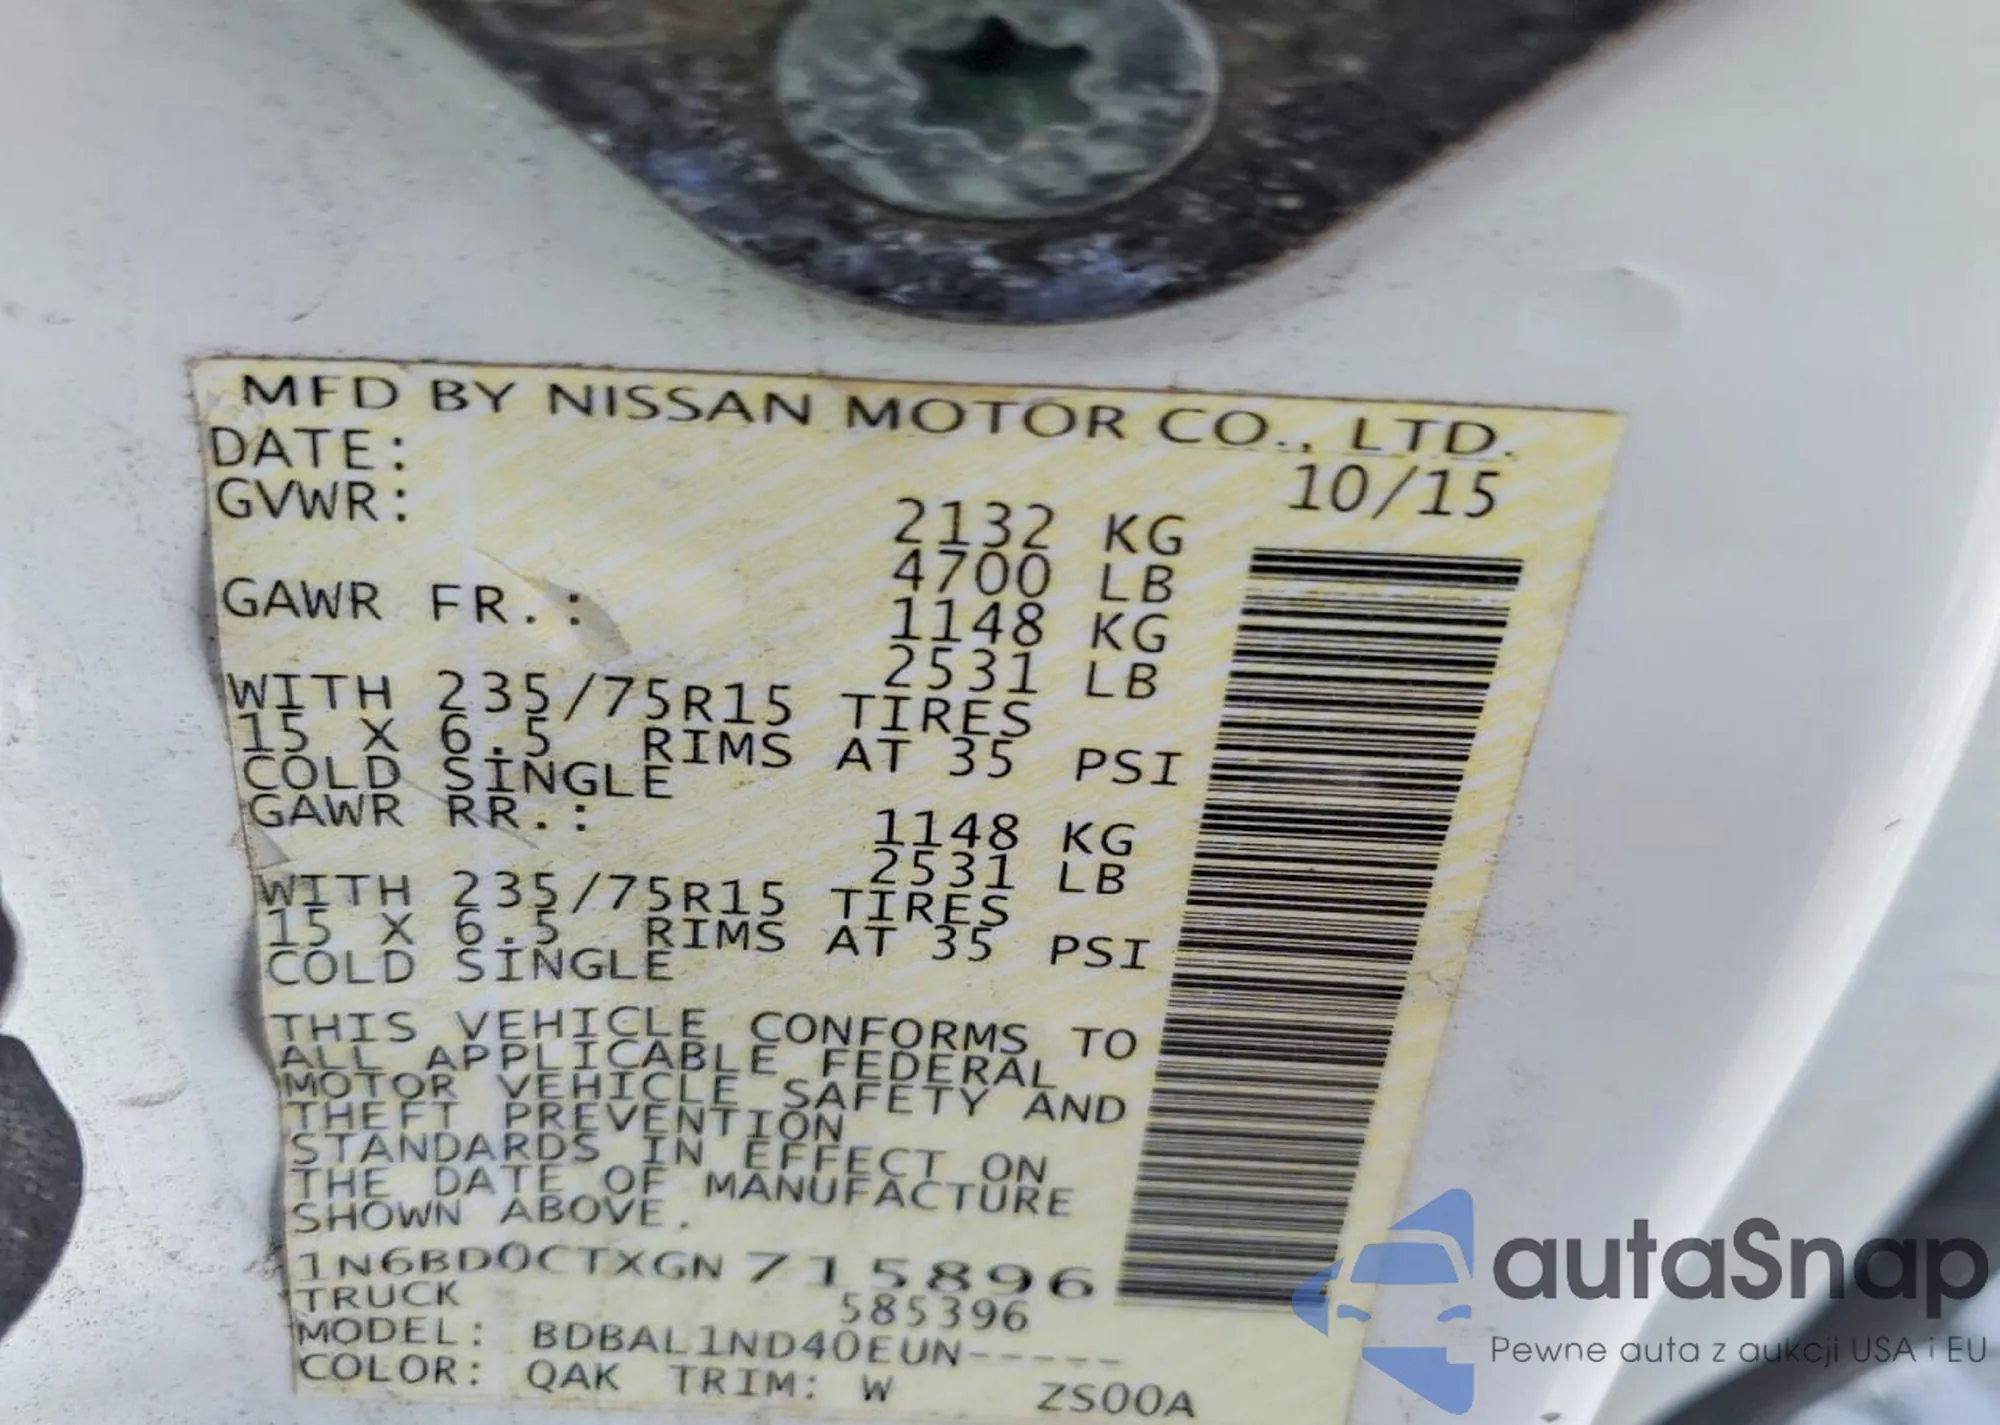 MFD BY NISSAN MOTOR CO., LTD.
DATE: 10/15
GVWR: 2132 KG
4700 LB
GAWR FR.: 1148 KG
2531 LB
WITH 235/75R15 TIRES
15 X 6.5 RIMS AT 35 PSI
COLD SINGLE
GAWR RR.: 1148 KG
2531 LB
WITH 235/75R15 TIRES
15 X 6.5 RIMS AT 35 PSI
COLD SINGLE
THIS VEHICLE CONFORMS TO
ALL APPLICABLE FEDERAL
MOTOR VEHICLE SAFETY AND
THEFT PREVENTION
STANDARDS IN EFFECT ON
THE DATE OF MANUFACTURE
SHOWN ABOVE.
1N6BD0CTXGN715896
TRUCK 585396
MODEL: BDBAL1ND40EUN-----
COLOR: QAK TRIM: W ZS00A
autaSnap
Pewne auta z aukcji USA i EU